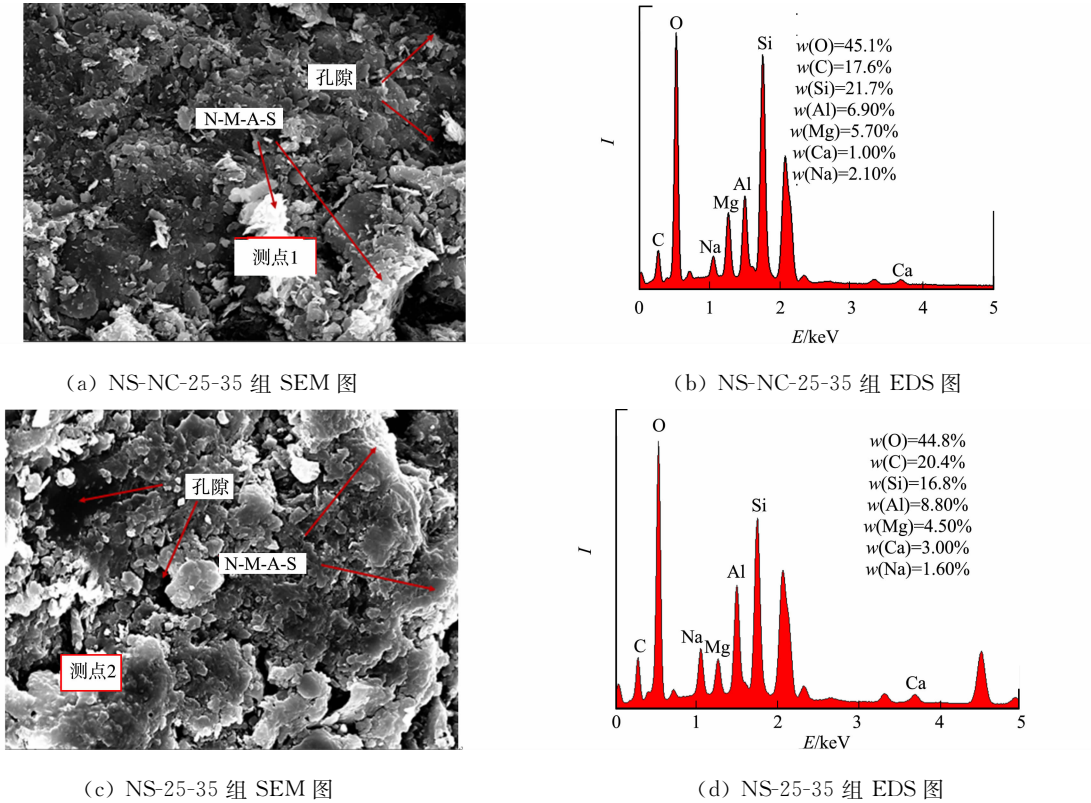 孔隙
N-M-A-S
测点1
I
O
Si
Al
Mg
Na
C
Ca
w(O)=45.1%
w(C)=17.6%
w(Si)=21.7%
w(Al)=6.90%
w(Mg)=5.70%
w(Ca)=1.00%
w(Na)=2.10%
0 1 2 3 4 5
E/keV
(a) NS-NC-25-35 组 SEM 图
(b) NS-NC-25-35 组 EDS 图
孔隙
N-M-A-S
测点2
I
O
Si
Al
Na
Mg
C
Ca
w(O)=44.8%
w(C)=20.4%
w(Si)=16.8%
w(Al)=8.80%
w(Mg)=4.50%
w(Ca)=3.00%
w(Na)=1.60%
0 1 2 3 4 5
E/keV
(c) NS-25-35 组 SEM 图
(d) NS-25-35 组 EDS 图